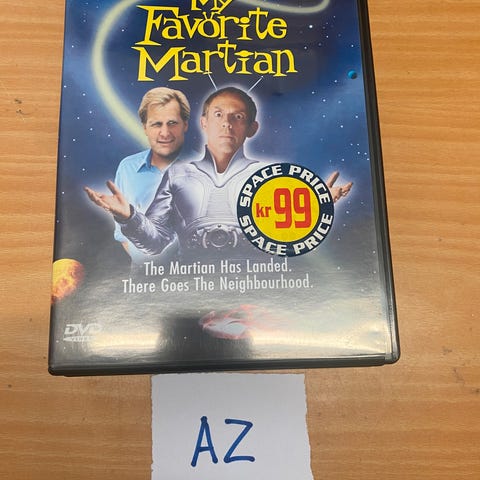 My
Favorite
Martian
SPACE PRICE
kr 99
SPACE PRICE
The Martian Has Landed.
There Goes The Neighbourhood.
DVD
VIDEO
AZ